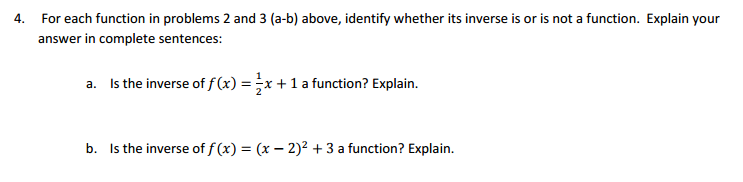 4. For each function in problems 2 and 3 (a-b) above, identify whether its inverse is or is not a function. Explain your
answer in complete sentences:
a. Is the inverse of f(x) = 1/2 x + 1 a function? Explain.
b. Is the inverse of f(x) = (x − 2)² + 3 a function? Explain.